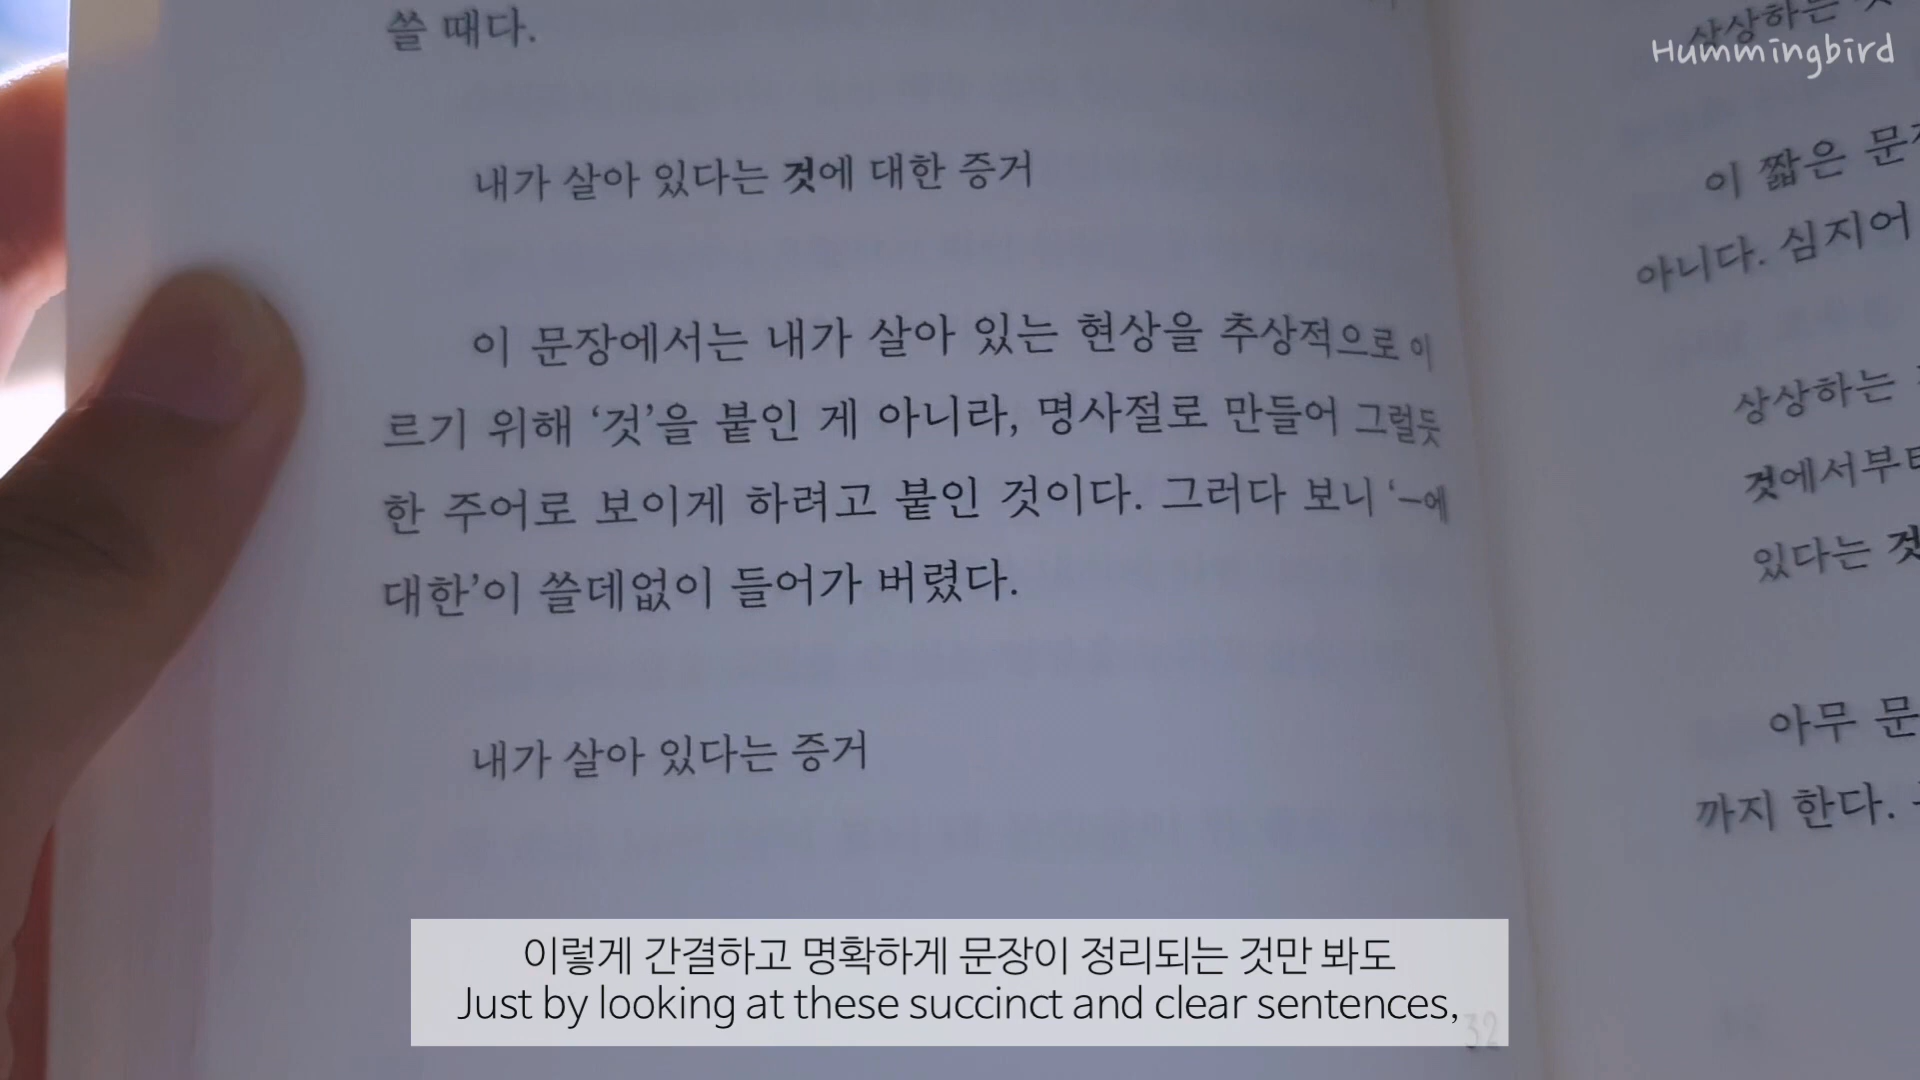 쓸 때다.
내가 살아 있다는 것에 대한 증거
이 문장에서는 내가 살아 있는 현상을 추상적으로 이
르기 위해 ‘것’을 붙인 게 아니라, 명사절로 만들어 그럴듯
한 주어로 보이게 하려고 붙인 것이다. 그러다 보니 ‘–에
대한’이 쓸데없이 들어가 버렸다.
내가 살아 있다는 증거
32
상상하는
이 짧은
아니다. 심지어
상상하는
것에서부터
있다는 것
아무
까지 한다.
Hummingbird
이렇게 간결하고 명확하게 문장이 정리되는 것만 봐도
Just by looking at these succinct and clear sentences,